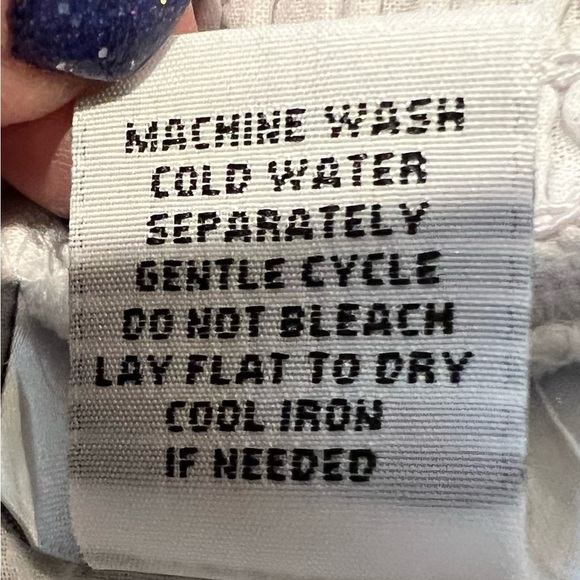 MACHINE WASH
COLD WATER
SEPARATELY
GENTLE CYCLE
DO NOT BLEACH
LAY FLAT TO DRY
COOL IRON
IF NEEDED